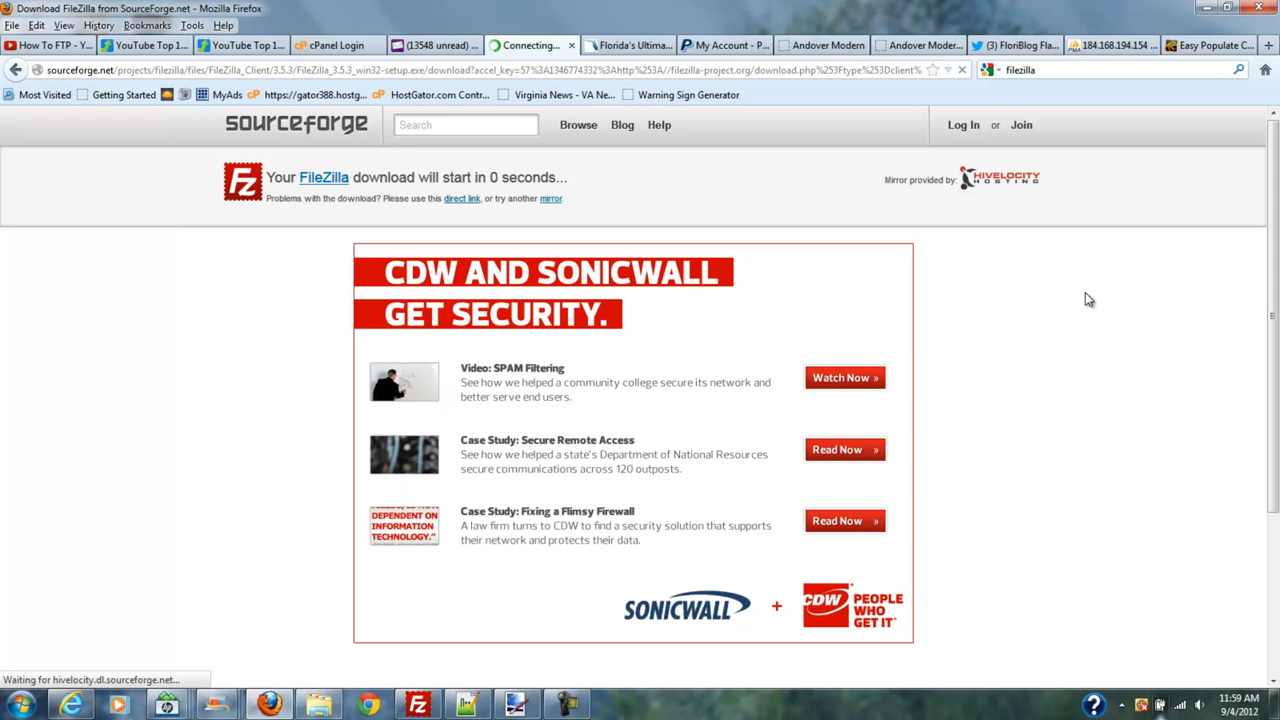 Download FileZilla from SourceForge.net - Mozilla Firefox
File Edit View History Bookmarks Tools Help
How To FTP - Y... YouTube Top 1... YouTube Top 1... cPanel Login (13548 unread) ... Connecting... Florida's Ultima... My Account - P... Andover Modern Andover Moder... (3) FloriBlog Fla... 184.168.194.154 ... Easy Populate C...
sourceforge.net/projects/filezilla/files/FileZilla_Client/3.5.3/FileZilla_3.5.3_win32-setup.exe/download?accel_key=57%3A1346774332%3Ahttp%253A//filezilla-project.org/download.php%253Ftype%253Dclient% filezilla
Most Visited Getting Started MyAds https://gator388.hostg... HostGator.com Contr... Virginia News - VA Ne... Warning Sign Generator
sourceforge Search Browse Blog Help Log In or Join
Fz Your FileZilla download will start in 0 seconds...
Mirror provided by: HIVELOCITY HOSTING
Problems with the download? Please use this direct link, or try another mirror.
CDW AND SONICWALL
GET SECURITY.
Video: SPAM Filtering
See how we helped a community college secure its network and
better serve end users.
Watch Now »
Case Study: Secure Remote Access
See how we helped a state's Department of National Resources
secure communications across 120 outposts.
Read Now »
DEPENDENT ON
INFORMATION
TECHNOLOGY."
Case Study: Fixing a Flimsy Firewall
A law firm turns to CDW to find a security solution that supports
their network and protects their data.
Read Now »
SONICWALL + CDW PEOPLE
WHO
GET IT
Waiting for hivelocity.dl.sourceforge.net...
11:59 AM
9/4/2012